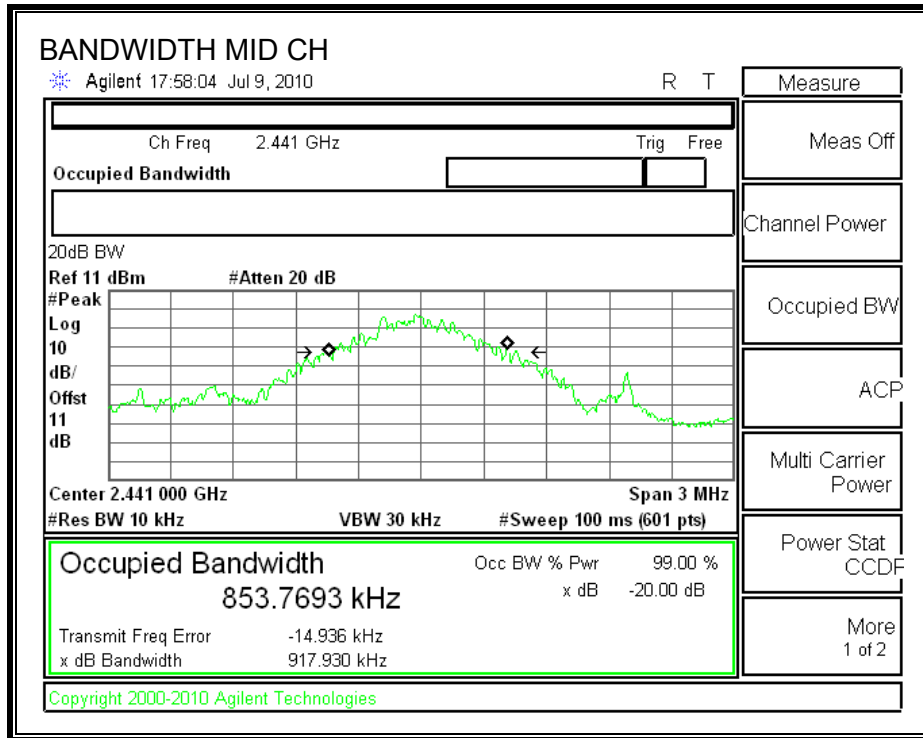 BANDWIDTH MID CH
Agilent 17:58:04 Jul 9, 2010 R T
Measure
Ch Freq 2.441 GHz Trig Free
Meas Off
Occupied Bandwidth
Channel Power
20dB BW
Ref 11 dBm #Atten 20 dB
#Peak
Log
10
dB/
Offst
11
dB
Occupied BW
ACP
Center 2.441 000 GHz Span 3 MHz
#Res BW 10 kHz VBW 30 kHz #Sweep 100 ms (601 pts)
Multi Carrier
Power
Occupied Bandwidth Occ BW % Pwr 99.00 %
853.7693 kHz x dB -20.00 dB
Transmit Freq Error -14.936 kHz
x dB Bandwidth 917.930 kHz
Power Stat
CCDF
More
1 of 2
Copyright 2000-2010 Agilent Technologies